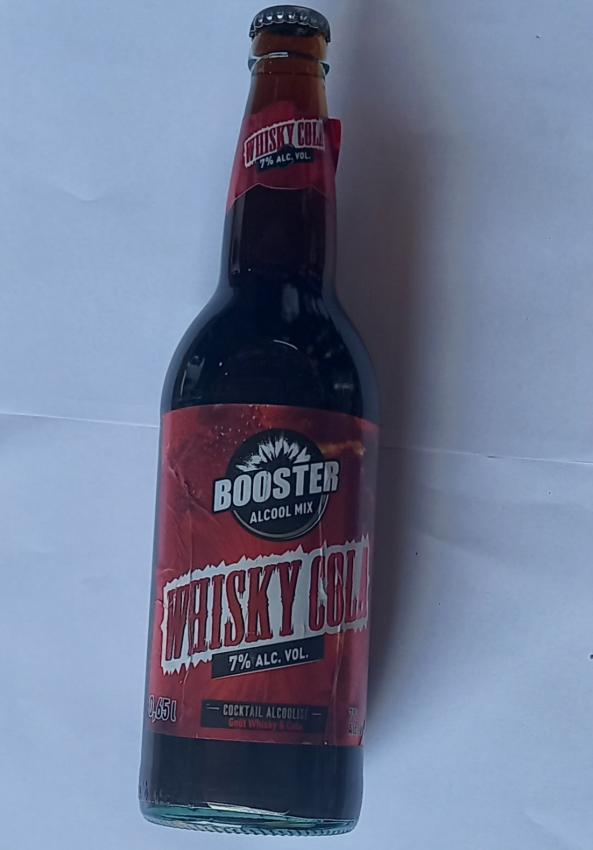 WHISKY COLA
7% ALC. VOL.
BOOSTER
ALCOOL MIX
WHISKY COLA
7% ALC. VOL.
0,65 l
COCKTAIL ALCOOLISÉ
Goût Whisky & Cola